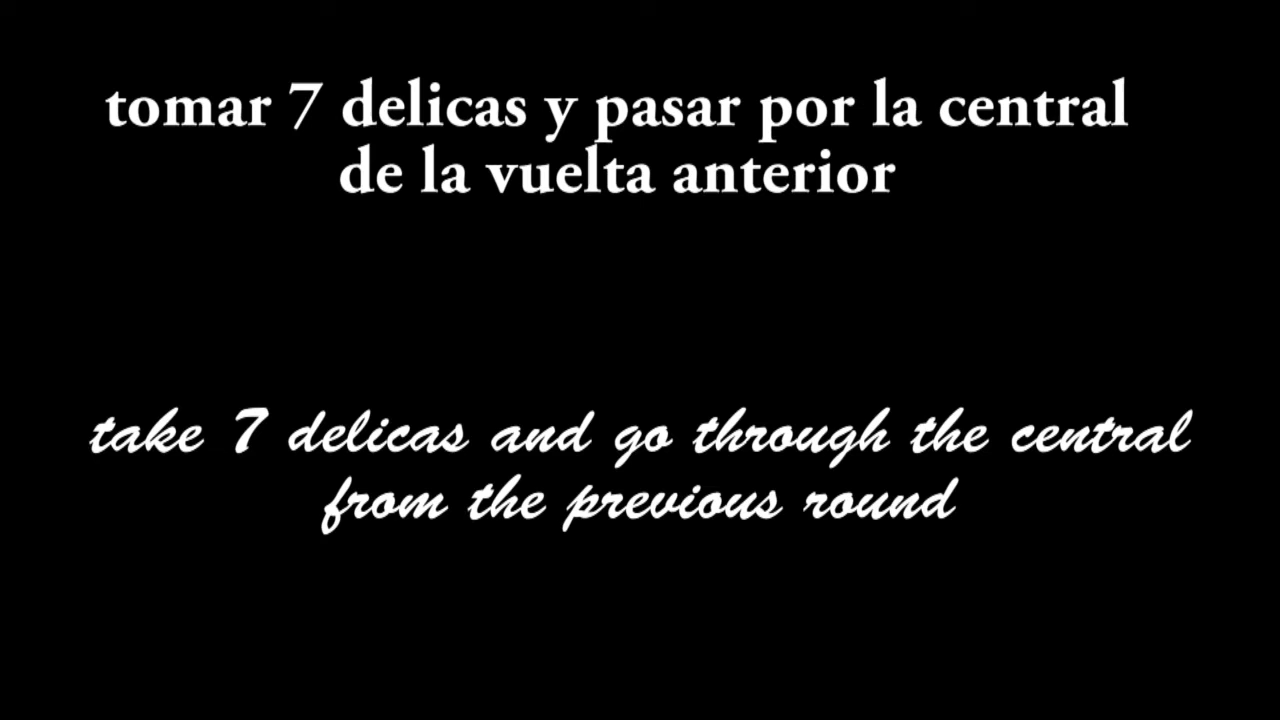 tomar 7 delicas y pasar por la central
de la vuelta anterior
take 7 delicas and go through the central
from the previous round